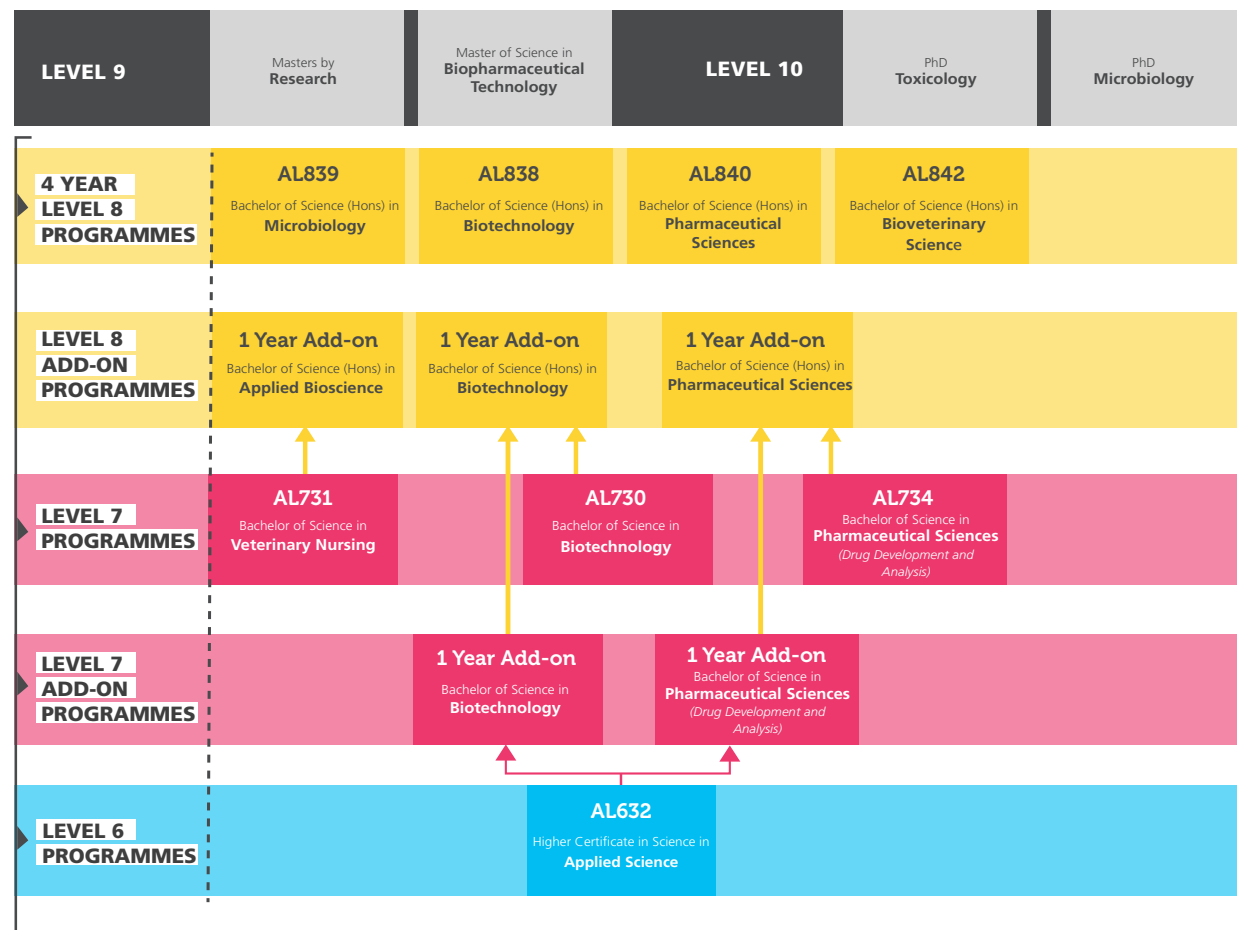 LEVEL 9
Masters by
Research
Master of Science in
Biopharmaceutical
Technology
LEVEL 10
PhD
Toxicology
PhD
Microbiology
4 YEAR
LEVEL 8
PROGRAMMES
AL839
Bachelor of Science (Hons) in
Microbiology
AL838
Bachelor of Science (Hons) in
Biotechnology
AL840
Bachelor of Science (Hons) in
Pharmaceutical
Sciences
AL842
Bachelor of Science (Hons) in
Bioveterinary
Science
LEVEL 8
ADD-ON
PROGRAMMES
1 Year Add-on
Bachelor of Science (Hons) in
Applied Bioscience
1 Year Add-on
Bachelor of Science (Hons) in
Biotechnology
1 Year Add-on
Bachelor of Science (Hons) in
Pharmaceutical Sciences
LEVEL 7
PROGRAMMES
AL731
Bachelor of Science in
Veterinary Nursing
AL730
Bachelor of Science in
Biotechnology
AL734
Bachelor of Science in
Pharmaceutical Sciences
(Drug Development and
Analysis)
LEVEL 7
ADD-ON
PROGRAMMES
1 Year Add-on
Bachelor of Science in
Biotechnology
1 Year Add-on
Bachelor of Science in
Pharmaceutical Sciences
(Drug Development and
Analysis)
LEVEL 6
PROGRAMMES
AL632
Higher Certificate in Science in
Applied Science